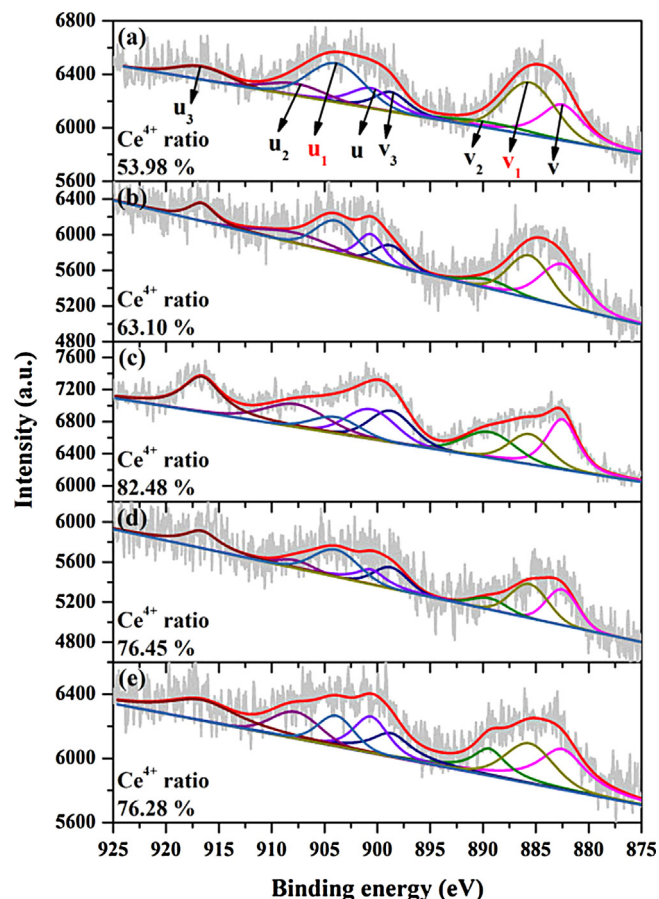 Intensity (a.u.)
6800
6400
6000
5600
(a)
u3
u2
u1
u
v3
v2
v1
v
Ce4+ ratio
53.98 %
6400
6000
5600
5200
4800
(b)
Ce4+ ratio
63.10 %
7600
7200
6800
6400
6000
(c)
Ce4+ ratio
82.48 %
6000
5600
5200
4800
(d)
Ce4+ ratio
76.45 %
6400
6000
5600
(e)
Ce4+ ratio
76.28 %
925 920 915 910 905 900 895 890 885 880 875
Binding energy (eV)